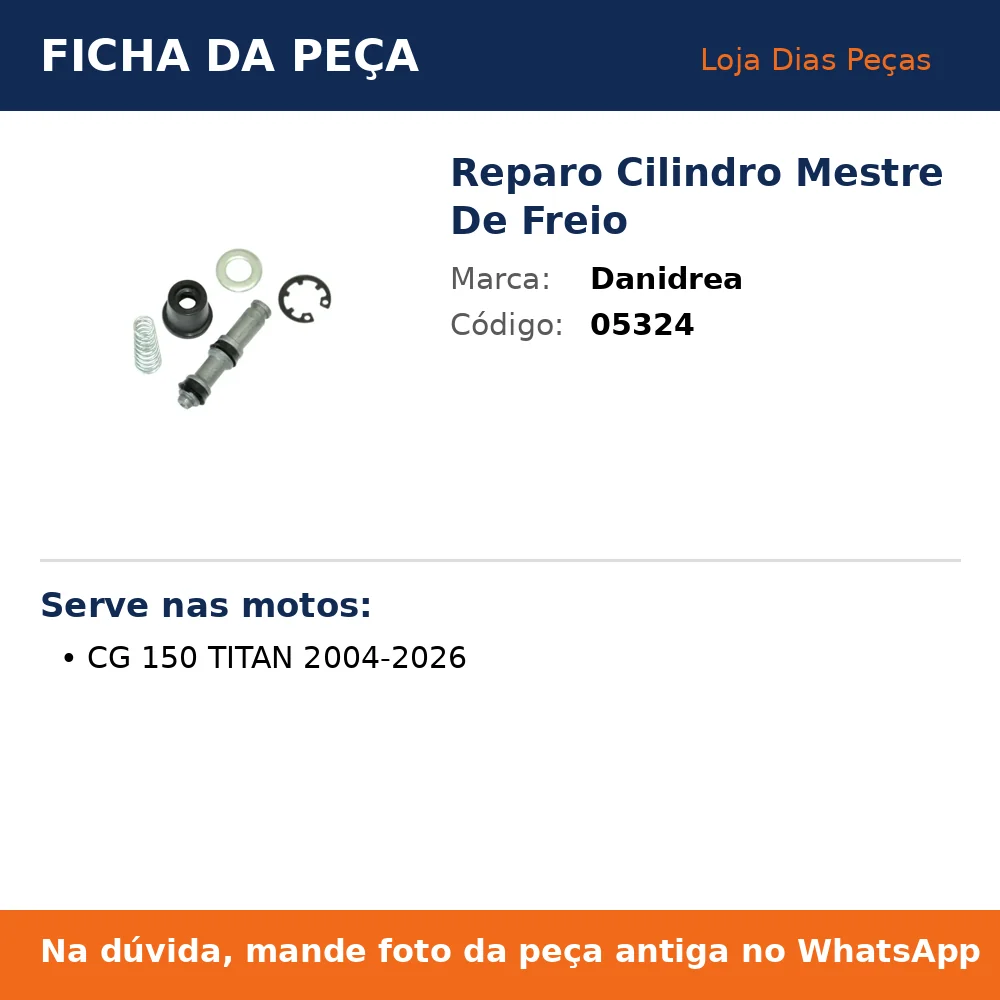 FICHA DA PEÇA
Loja Dias Peças
Reparo Cilindro Mestre
De Freio
Marca: Danidrea
Código: 05324
Serve nas motos:
• CG 150 TITAN 2004-2026
Na dúvida, mande foto da peça antiga no WhatsApp